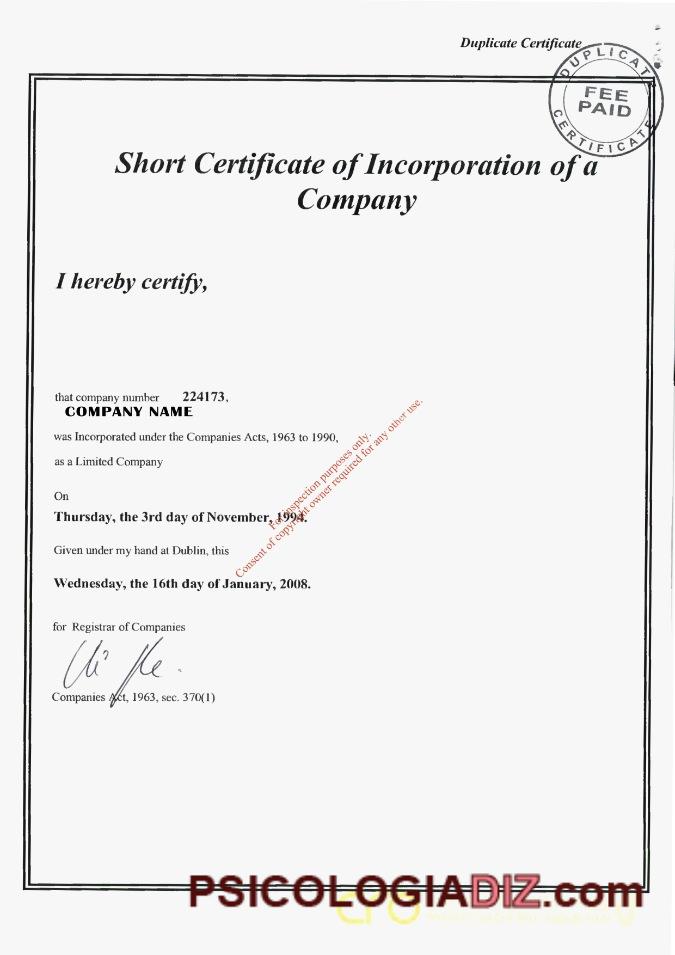 Duplicate Certificate
DUPLICATE
FEE
PAID
CERTIFICATE
Short Certificate of Incorporation of a
Company
I hereby certify,
that company number 224173,
COMPANY NAME
was Incorporated under the Companies Acts, 1963 to 1990,
as a Limited Company
On
Thursday, the 3rd day of November, 1994.
Given under my hand at Dublin, this
Wednesday, the 16th day of January, 2008.
For inspection purposes only.
Consent of copyright owner required for any other use.
for Registrar of Companies
Companies Act, 1963, sec. 370(1)
PSICOLOGIADIZ.com
cro